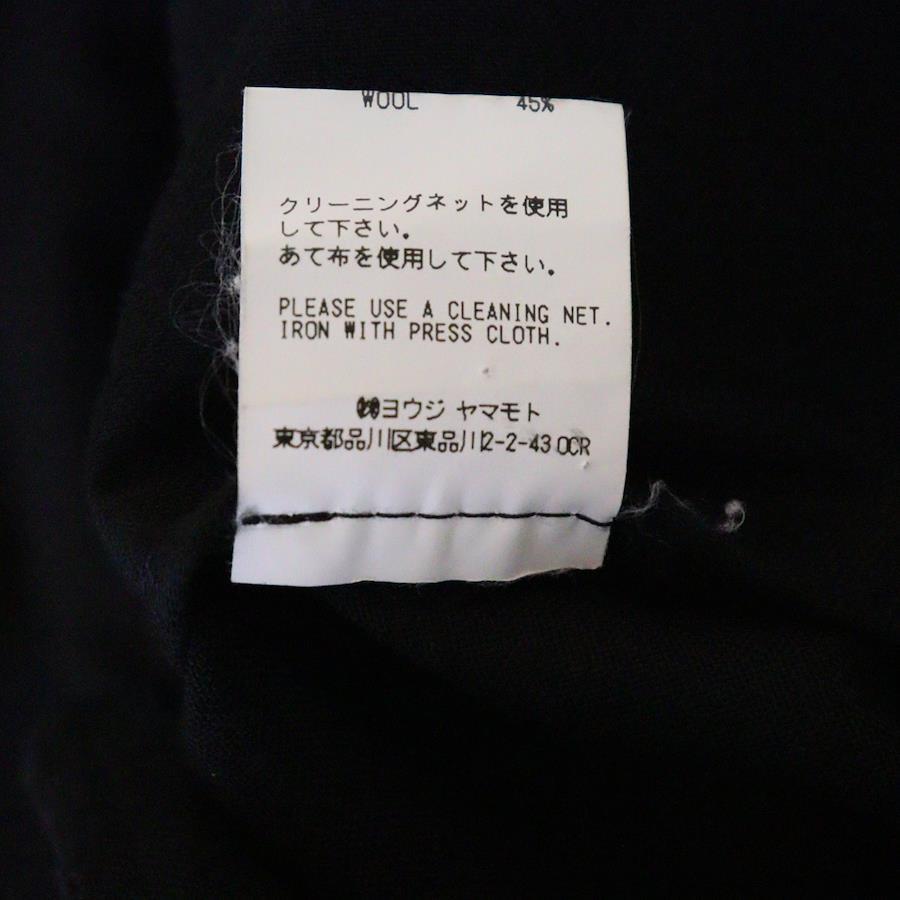 WOOL 45%
クリーニングネットを使用
して下さい。
あて布を使用して下さい。
PLEASE USE A CLEANING NET.
IRON WITH PRESS CLOTH.
ヨウジ ヤマモト
東京都品川区東品川2-2-43 OCR